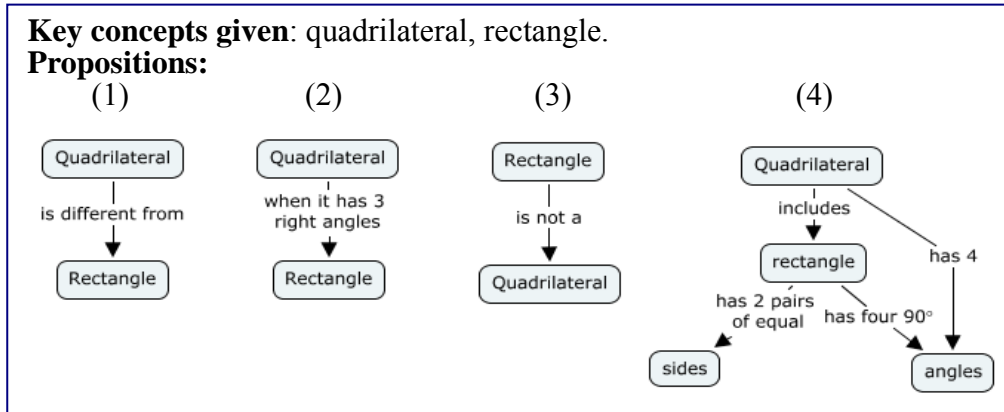 Key concepts given: quadrilateral, rectangle.
Propositions:
(1) (2) (3) (4)
Quadrilateral
is different from
Rectangle
Quadrilateral
when it has 3
right angles
Rectangle
Rectangle
is not a
Quadrilateral
Quadrilateral
includes
has 4
rectangle
has 2 pairs
of equal
has four 90°
sides
angles